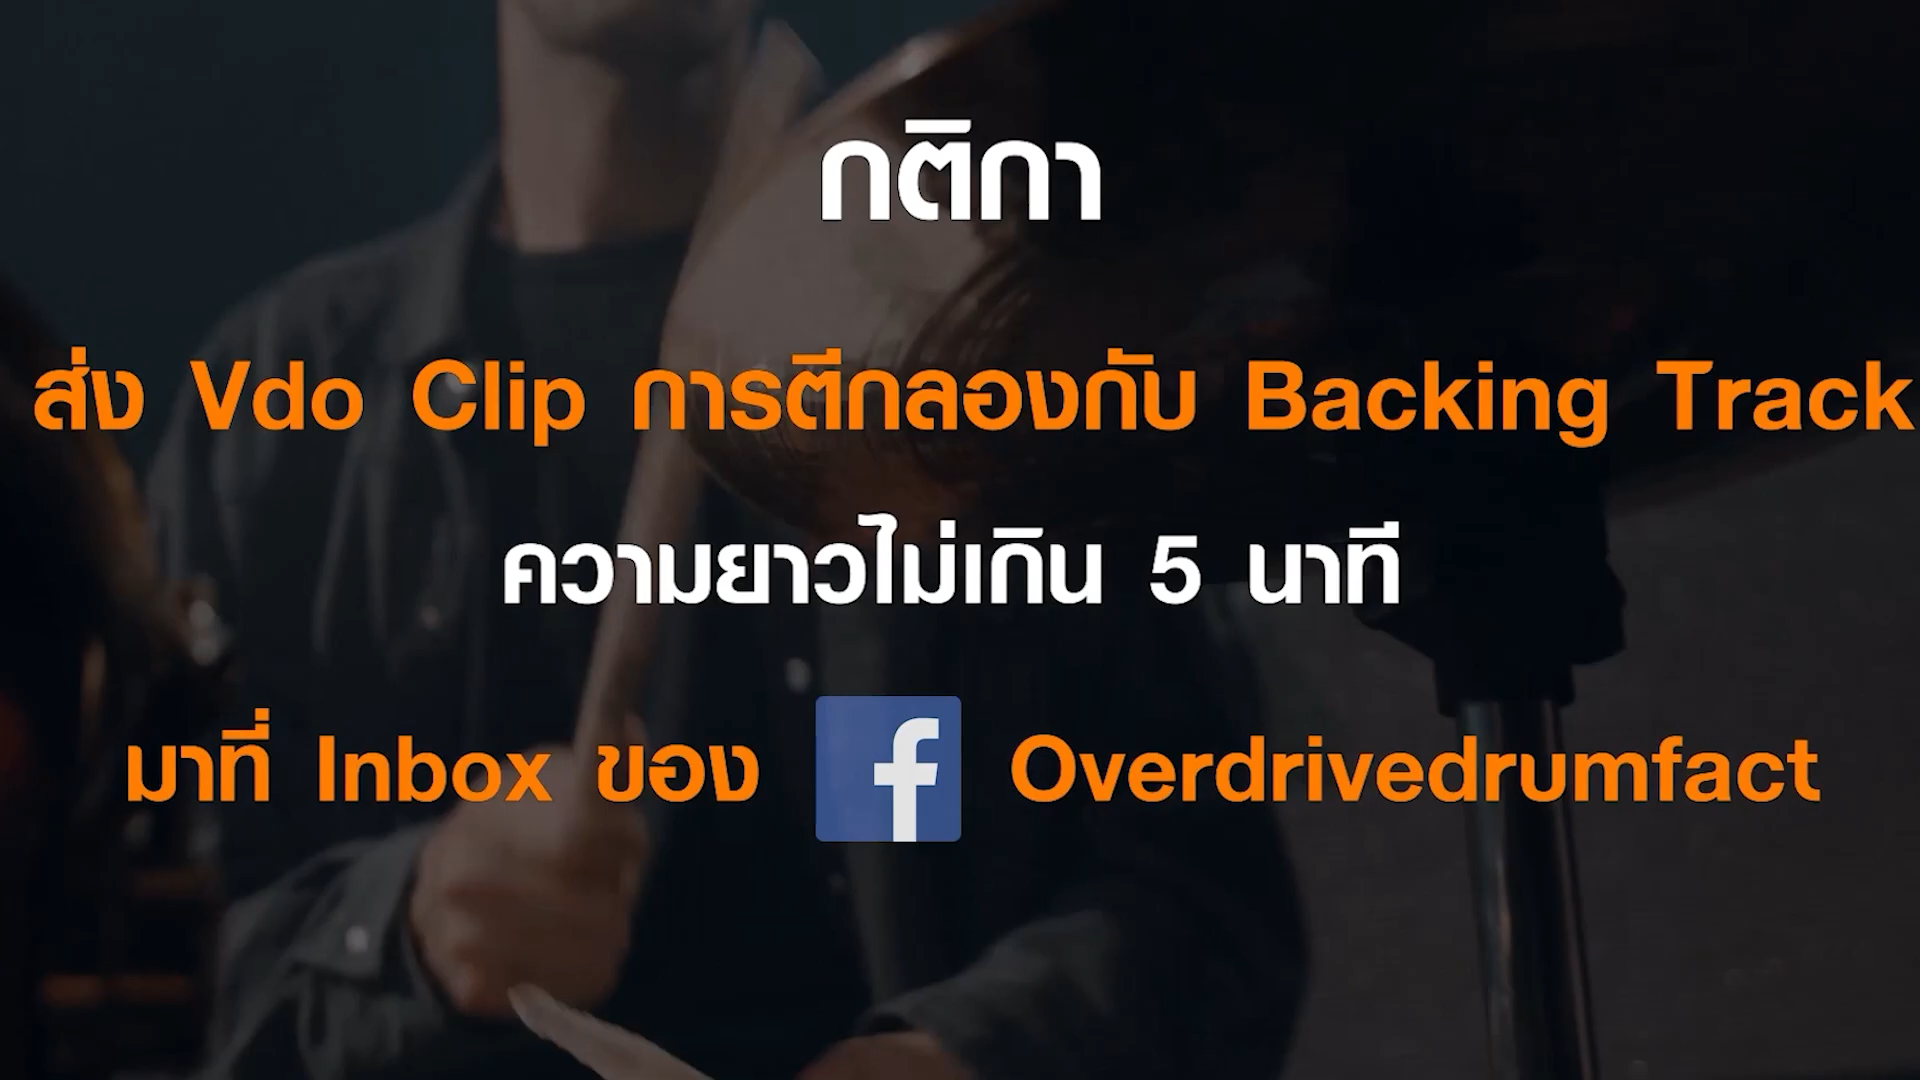 กติกา
ส่ง Vdo Clip การตีกลองกับ Backing Track
ความยาวไม่เกิน 5 นาที
มาที่ Inbox ของ f Overdrivedrumfact